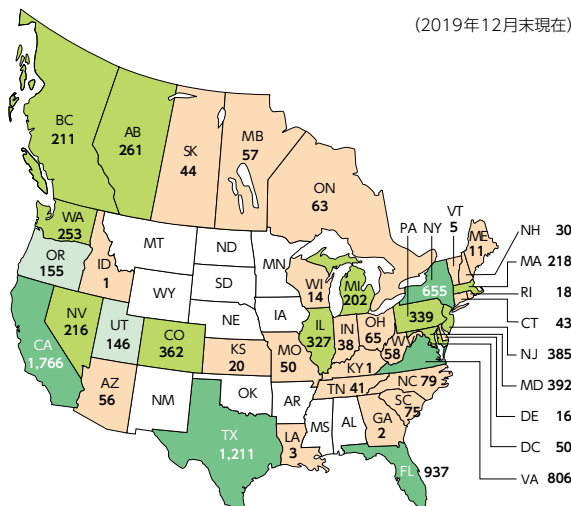 (2019年12月末現在)
BC
211
AB
261
SK
44
MB
57
ON
63
WA
253
OR
155
ID
1
MT
ND
MN
WY
SD
NE
IA
WI
14
MI
202
PA NY
VT
5
ME
11
655
339
NV
216
UT
146
CO
362
CA
1,766
AZ
56
NM
KS
20
MO
50
IL
327
IN
38
OH
65
WV
58
KY 1
TN 41
NC 79
SC
75
OK
AR
TX
1,211
LA
3
MS
AL
GA
2
FL 937
NH 30
MA 218
RI 18
CT 43
NJ 385
MD 392
DE 16
DC 50
VA 806